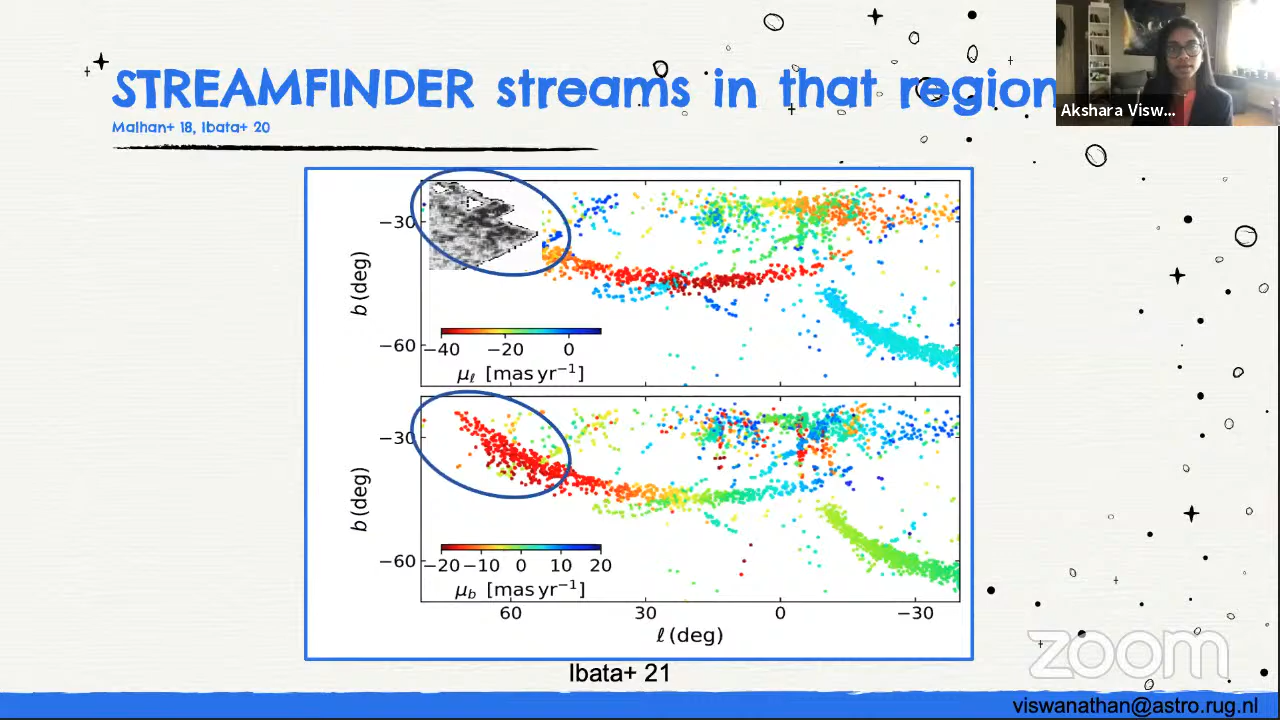 STREAMFINDER streams in that region
Malhan+ 18, Ibata+ 20
Akshara Visw...
−30
−60
b (deg)
−40 −20 0
μℓ [mas yr⁻¹]
−30
−60
b (deg)
−20 −10 0 10 20
μb [mas yr⁻¹]
60 30 0 −30
ℓ (deg)
Ibata+ 21
zoom
viswanathan@astro.rug.nl